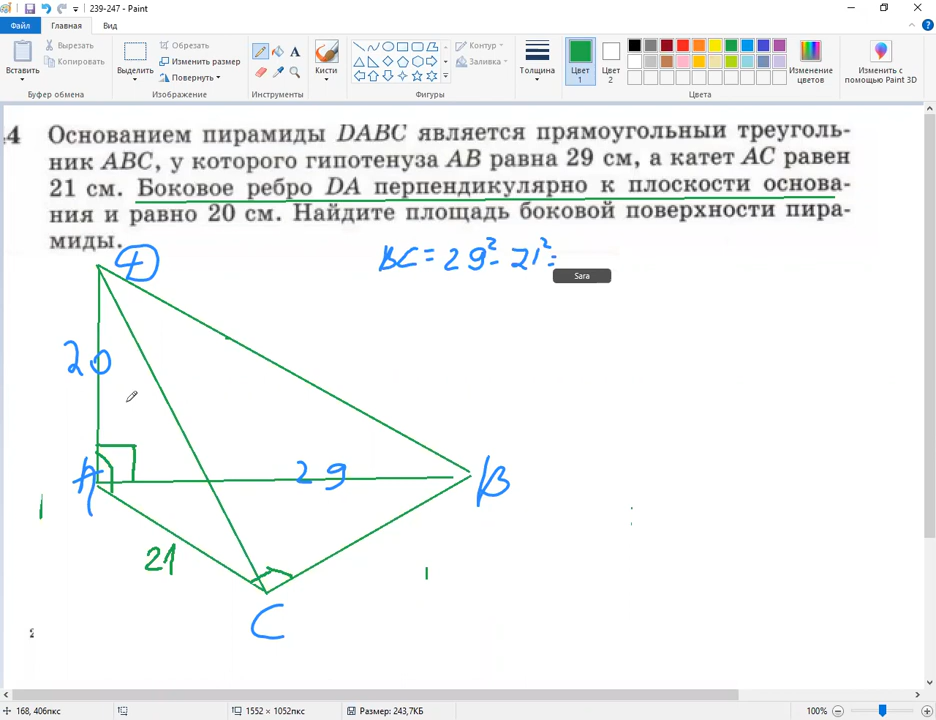 239-247 - Paint
Файл Главная Вид
Вставить Вырезать Копировать Выделить Обрезать Изменить размер Повернуть A Кисти Контур Заливка Толщина Цвет 1 Цвет 2 Изменение цветов Изменить с помощью Paint 3D
Буфер обмена Изображение Инструменты Фигуры Цвета
4 Основанием пирамиды DABC является прямоугольный треуголь-
ник ABC, у которого гипотенуза AB равна 29 см, а катет AC равен
21 см. Боковое ребро DA перпендикулярно к плоскости основа-
ния и равно 20 см. Найдите площадь боковой поверхности пира-
миды.
BC = 29² - 21² =
Sara
D
20
A
29
B
21
C
168, 406пкс 1552 × 1052пкс Размер: 243,7КБ 100%